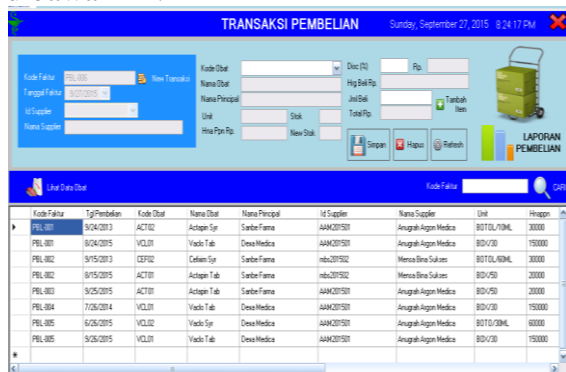 TRANSAKSI PEMBELIAN
Sunday, September 27, 2015 8:24:17 PM
Kode Faktur PBL-006 New Transaksi
Tanggal Faktur 9/27/2015
Id Supplier
Nama Supplier
Kode Obat
Nama Obat
Nama Principal
Unit Stok
Hna Ppn Rp. New Stok
Disc (%) Rp.
Hrg Beli Rp.
Jml Beli Tambah Item
Total Rp.
Simpan Hapus Refresh
LAPORAN PEMBELIAN
Lihat Data Obat Kode Faktur CARI
Kode Faktur Tgl Pembelian Kode Obat Nama Obat Nama Principal Id Supplier Nama Supplier Unit Hnappn
PBL-001 9/24/2013 ACT02 Actapin Syr Sanbe Farma AAM201501 Anugrah Argon Medica BOTOL/10ML 30000
PBL-001 8/24/2015 VCL01 Vaclo Tab Dexa Medica AAM201501 Anugrah Argon Medica BOX/30 150000
PBL-002 9/15/2013 CEF02 Cefixim Syr Sanbe Farma mbs201502 Mensa Bina Sukses BOTOL/60ML 30000
PBL-002 8/15/2015 ACT01 Actapin Tab Sanbe Farma mbs201502 Mensa Bina Sukses BOX/50 20000
PBL-003 9/25/2015 ACT01 Actapin Tab Sanbe Farma AAM201501 Anugrah Argon Medica BOX/50 20000
PBL-004 7/26/2014 VCL01 Vaclo Tab Dexa Medica AAM201501 Anugrah Argon Medica BOX/30 150000
PBL-005 6/26/2015 VCL02 Vaclo Syr Dexa Medica AAM201501 Anugrah Argon Medica BOTO/30ML 60000
PBL-005 9/26/2015 VCL01 Vaclo Tab Dexa Medica AAM201501 Anugrah Argon Medica BOX/30 150000